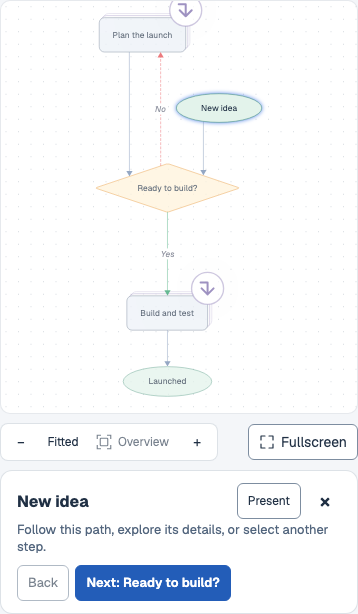 Plan the launch
No
New idea
Ready to build?
Yes
Build and test
Launched
− Fitted Overview +
Fullscreen
New idea
Present ×
Follow this path, explore its details, or select another
step.
Back
Next: Ready to build?